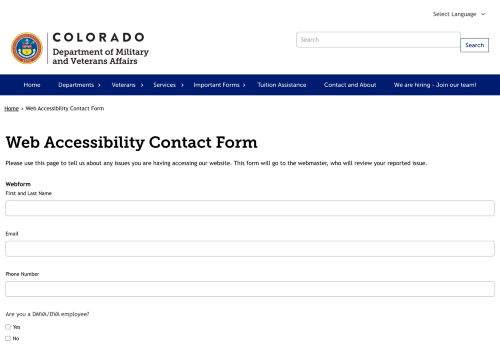 Select Language
COLORADO
Department of Military
and Veterans Affairs
Search
Search
Home Departments Veterans Services Important Forms Tuition Assistance Contact and About We are hiring - Join our team!
Home › Web Accessibility Contact Form
Web Accessibility Contact Form
Please use this page to tell us about any issues you are having accessing our website. This form will go to the webmaster, who will review your reported issue.
Webform
First and Last Name
Email
Phone Number
Are you a DMVA/DVA employee?
Yes
No